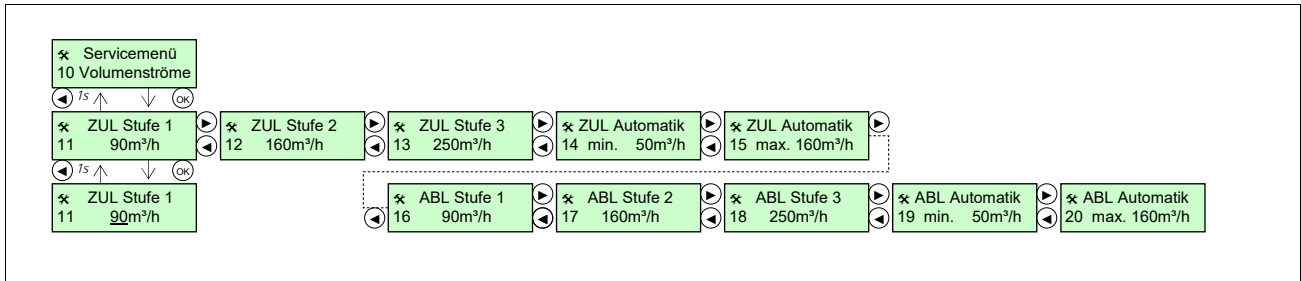 Servicemenü
10 Volumenströme
1s OK
ZUL Stufe 1
11 90m³/h
ZUL Stufe 2
12 160m³/h
ZUL Stufe 3
13 250m³/h
ZUL Automatik
14 min. 50m³/h
ZUL Automatik
15 max. 160m³/h
1s OK
ZUL Stufe 1
11 90m³/h
ABL Stufe 1
16 90m³/h
ABL Stufe 2
17 160m³/h
ABL Stufe 3
18 250m³/h
ABL Automatik
19 min. 50m³/h
ABL Automatik
20 max. 160m³/h